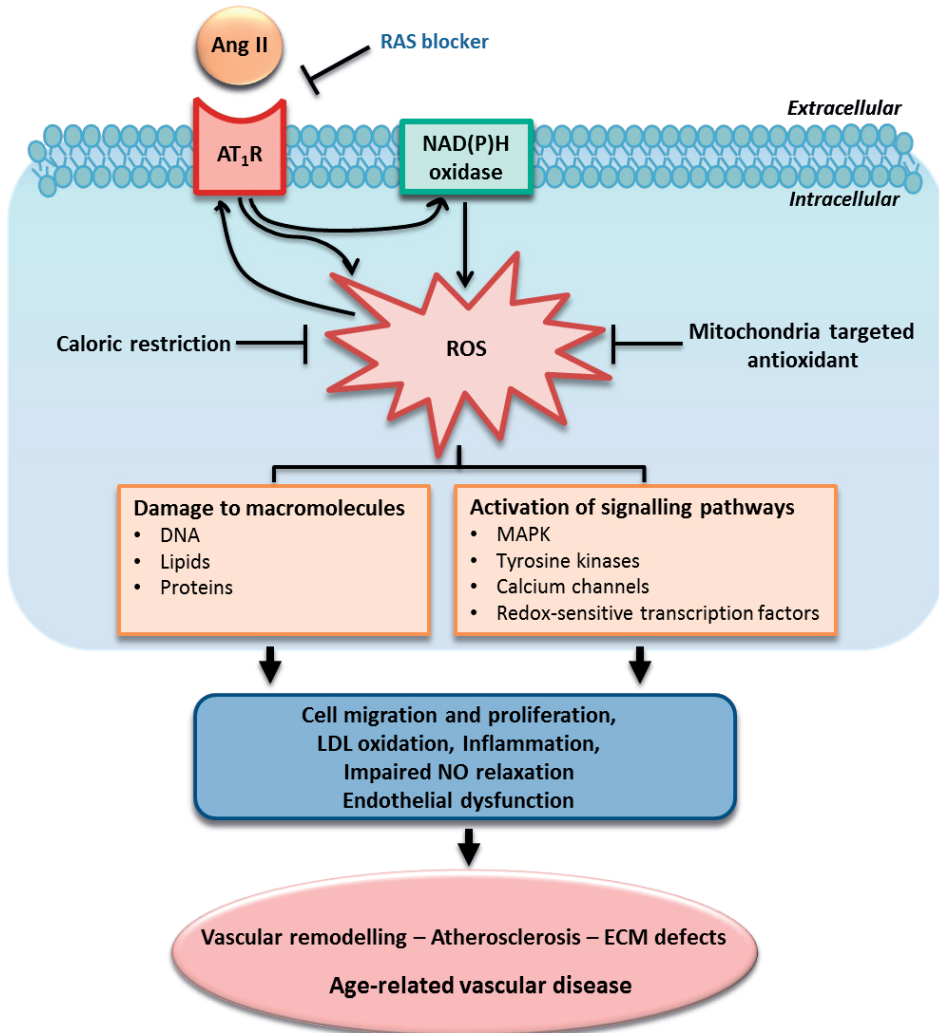 Ang II
RAS blocker
Extracellular
AT₁R
NAD(P)H
oxidase
Intracellular
Caloric restriction
ROS
Mitochondria targeted
antioxidant
Damage to macromolecules
• DNA
• Lipids
• Proteins
Activation of signalling pathways
• MAPK
• Tyrosine kinases
• Calcium channels
• Redox-sensitive transcription factors
Cell migration and proliferation,
LDL oxidation, Inflammation,
Impaired NO relaxation
Endothelial dysfunction
Vascular remodelling – Atherosclerosis – ECM defects
Age-related vascular disease